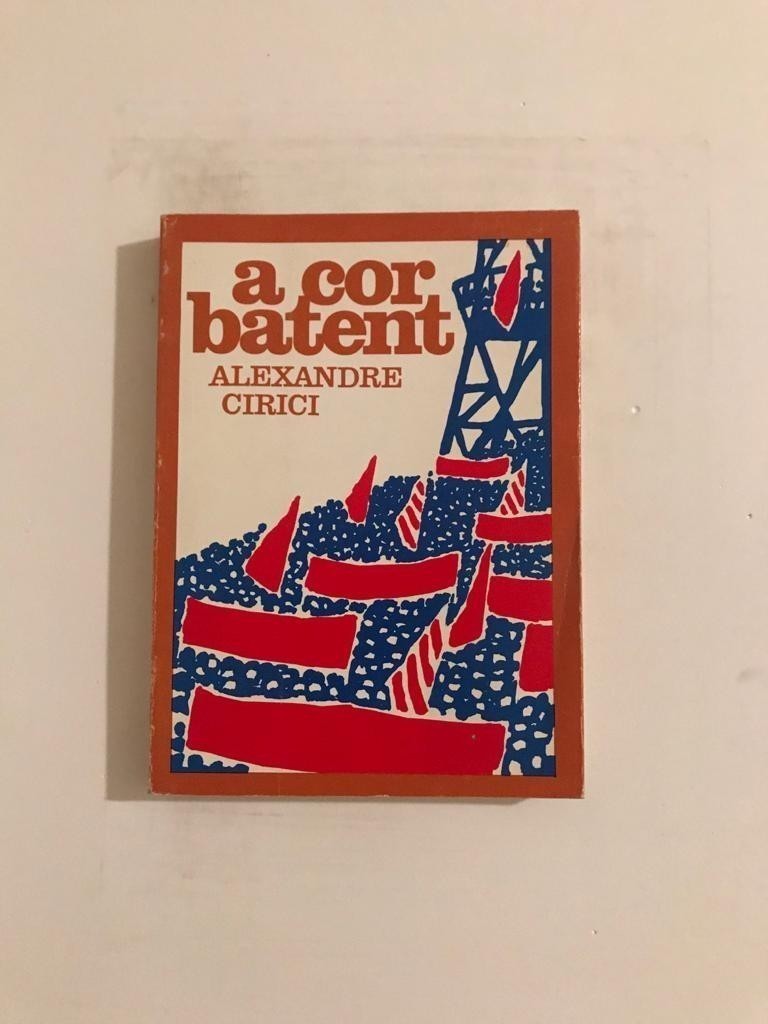 a cor
batent
ALEXANDRE
CIRICI